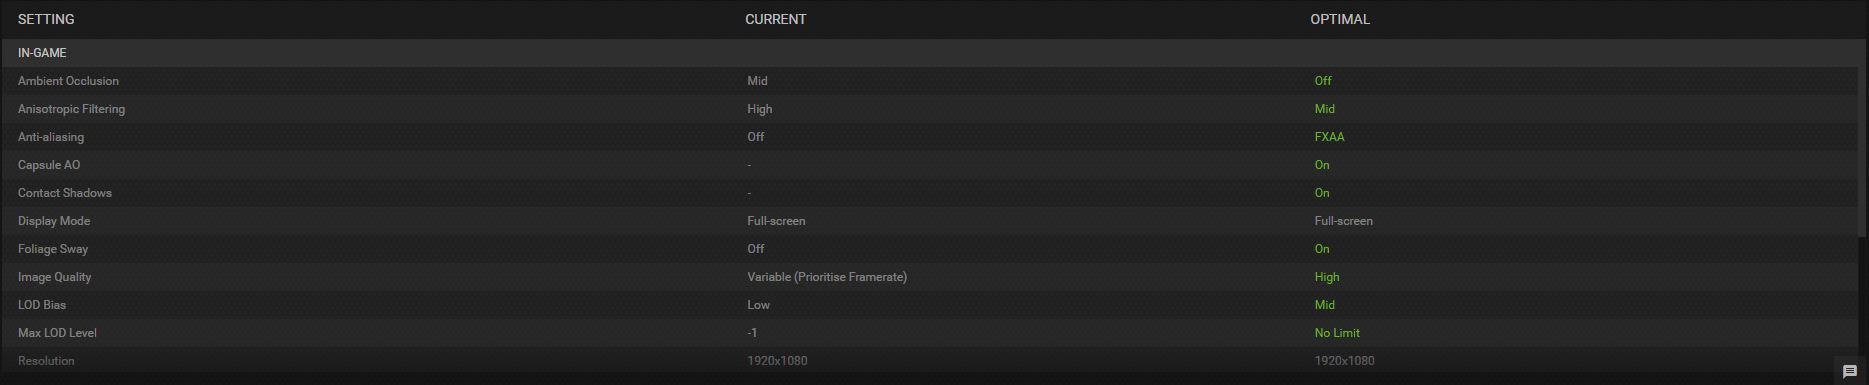 SETTING CURRENT OPTIMAL
IN-GAME
Ambient Occlusion Mid Off
Anisotropic Filtering High Mid
Anti-aliasing Off FXAA
Capsule AO - On
Contact Shadows - On
Display Mode Full-screen Full-screen
Foliage Sway Off On
Image Quality Variable (Prioritise Framerate) High
LOD Bias Low Mid
Max LOD Level -1 No Limit
Resolution 1920x1080 1920x1080